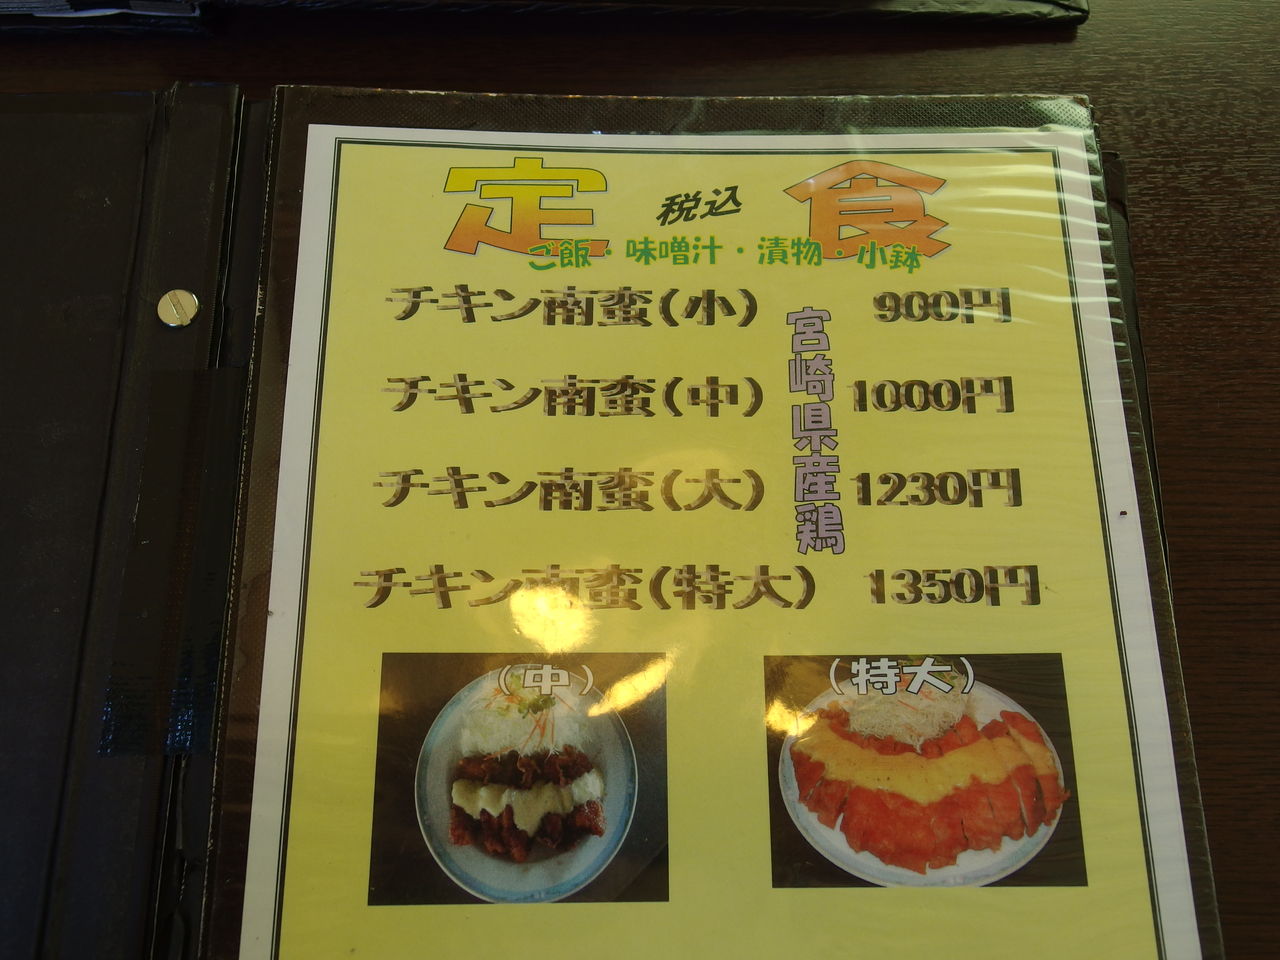 定 税込 食
ご飯・味噌汁・漬物・小鉢
チキン南蛮(小) 900円
チキン南蛮(中) 1000円
チキン南蛮(大) 1230円
チキン南蛮(特大) 1350円
宮崎県産鶏
(中)
(特大)